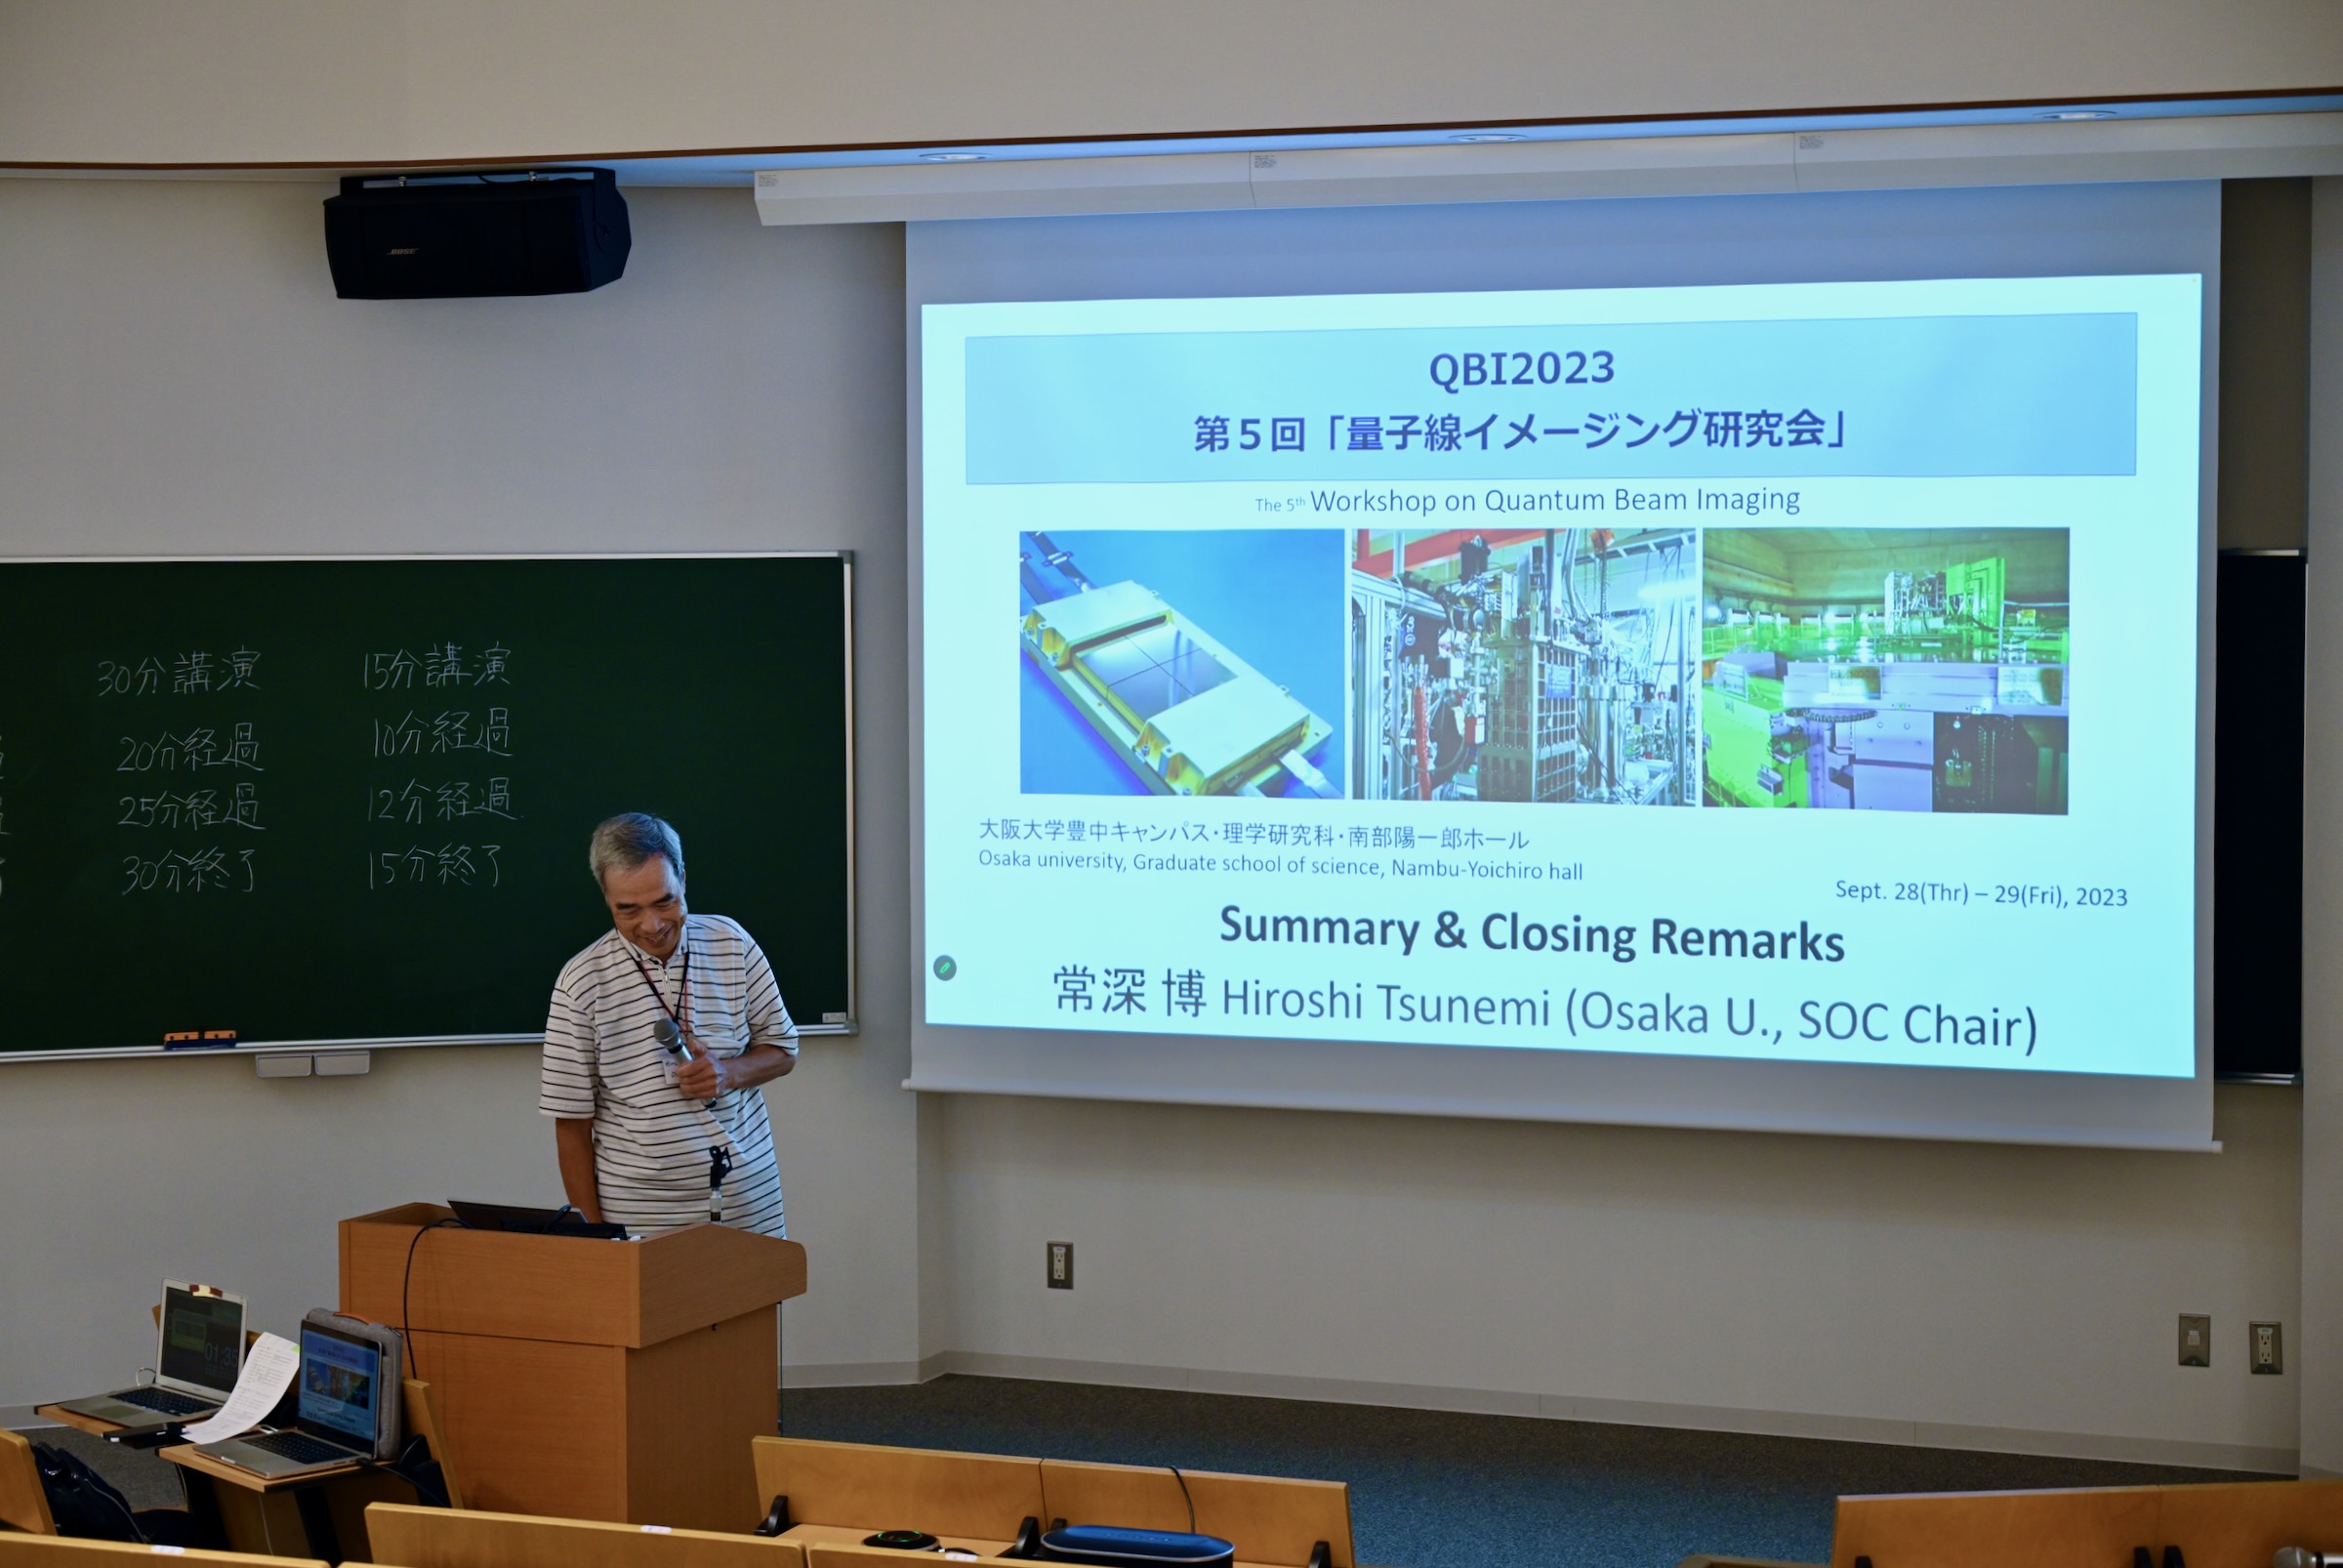 BOSE
QBI2023
第5回「量子線イメージング研究会」
The 5th Workshop on Quantum Beam Imaging
大阪大学豊中キャンパス・理学研究科・南部陽一郎ホール
Osaka university, Graduate school of science, Nambu-Yoichiro hall
Sept. 28(Thr) – 29(Fri), 2023
Summary & Closing Remarks
常深 博 Hiroshi Tsunemi (Osaka U., SOC Chair)
30分講演
20分経過
25分経過
30分終了
15分講演
10分経過
12分経過
15分終了
01:35